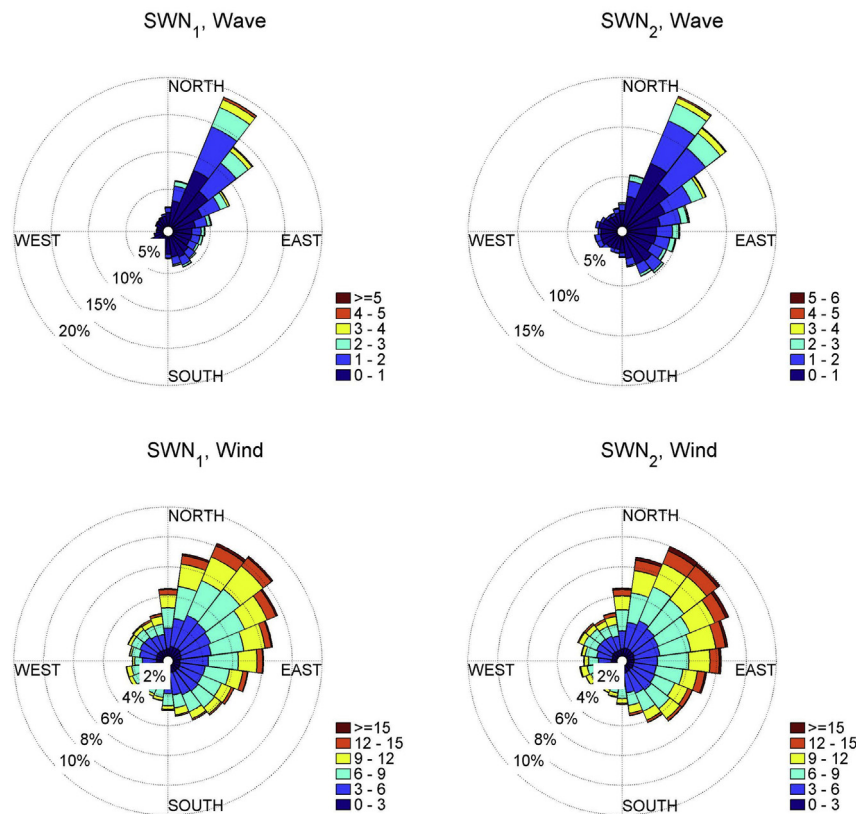 SWN1, Wave
NORTH
WEST
EAST
SOUTH
5%
10%
15%
20%
>=5
4 - 5
3 - 4
2 - 3
1 - 2
0 - 1
SWN2, Wave
NORTH
WEST
EAST
SOUTH
5%
10%
15%
5 - 6
4 - 5
3 - 4
2 - 3
1 - 2
0 - 1
SWN1, Wind
NORTH
WEST
EAST
SOUTH
2%
4%
6%
8%
10%
>=15
12 - 15
9 - 12
6 - 9
3 - 6
0 - 3
SWN2, Wind
NORTH
WEST
EAST
SOUTH
2%
4%
6%
8%
10%
>=15
12 - 15
9 - 12
6 - 9
3 - 6
0 - 3